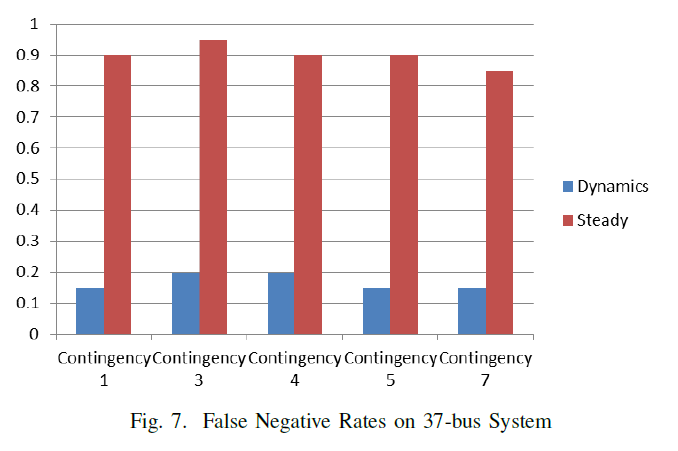 1
0.9
0.8
0.7
0.6
0.5
0.4
0.3
0.2
0.1
0
Dynamics
Steady
Contingency Contingency Contingency Contingency Contingency
1 3 4 5 7
Fig. 7. False Negative Rates on 37-bus System